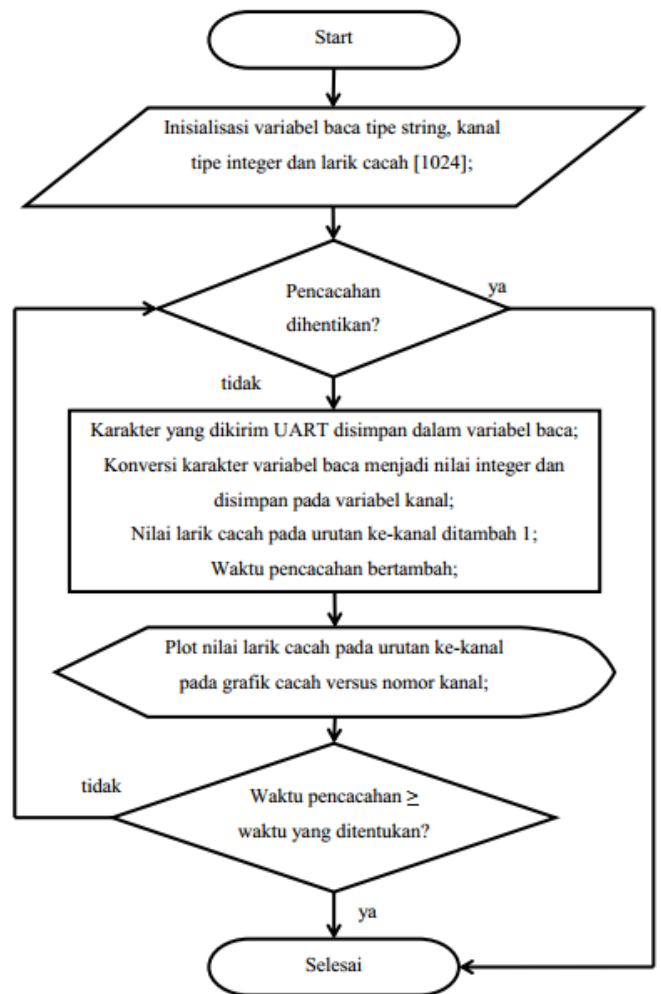 Start
Inisialisasi variabel baca tipe string, kanal
tipe integer dan larik cacah [1024];
Pencacahan
dihentikan?
ya
tidak
Karakter yang dikirim UART disimpan dalam variabel baca;
Konversi karakter variabel baca menjadi nilai integer dan
disimpan pada variabel kanal;
Nilai larik cacah pada urutan ke-kanal ditambah 1;
Waktu pencacahan bertambah;
Plot nilai larik cacah pada urutan ke-kanal
pada grafik cacah versus nomor kanal;
tidak
Waktu pencacahan ≥
waktu yang ditentukan?
ya
Selesai